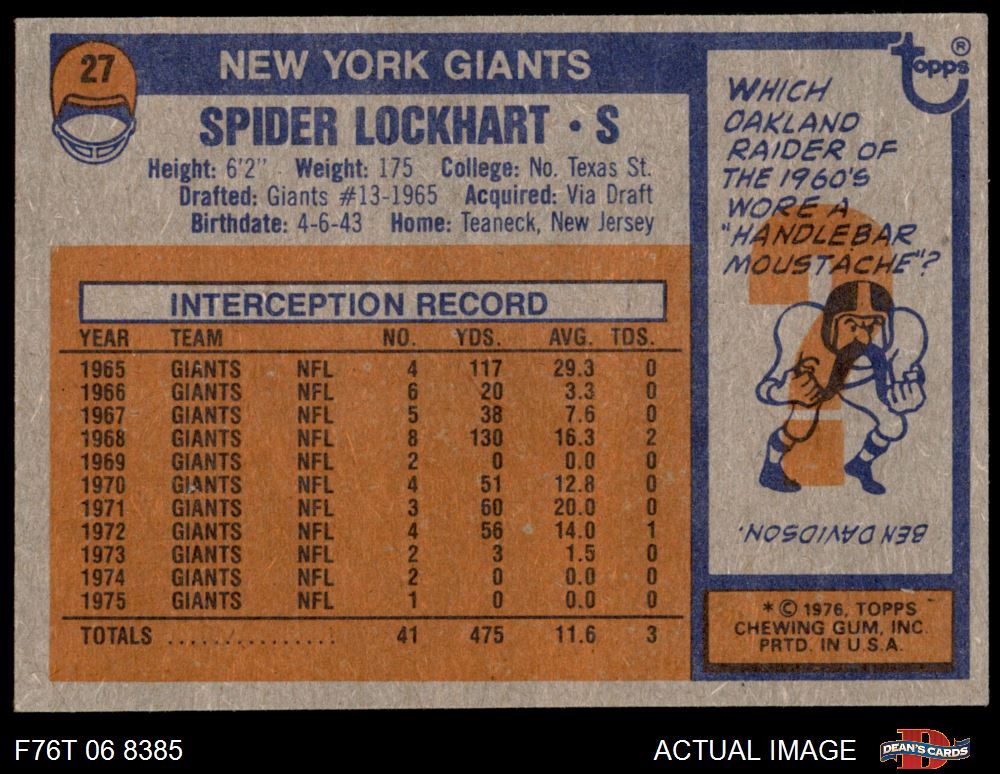 27
NEW YORK GIANTS
SPIDER LOCKHART • S
Height: 6'2" Weight: 175 College: No. Texas St.
Drafted: Giants #13-1965 Acquired: Via Draft
Birthdate: 4-6-43 Home: Teaneck, New Jersey
INTERCEPTION RECORD
YEAR TEAM NO. YDS. AVG. TDS.
1965 GIANTS NFL 4 117 29.3 0
1966 GIANTS NFL 6 20 3.3 0
1967 GIANTS NFL 5 38 7.6 0
1968 GIANTS NFL 8 130 16.3 2
1969 GIANTS NFL 2 0 0.0 0
1970 GIANTS NFL 4 51 12.8 0
1971 GIANTS NFL 3 60 20.0 0
1972 GIANTS NFL 4 56 14.0 1
1973 GIANTS NFL 2 3 1.5 0
1974 GIANTS NFL 2 0 0.0 0
1975 GIANTS NFL 1 0 0.0 0
TOTALS ................ 41 475 11.6 3
topps®
WHICH
OAKLAND
RAIDER OF
THE 1960'S
WORE A
"HANDLEBAR
MOUSTACHE"?
BEN DAVIDSON.
* © 1976, TOPPS
CHEWING GUM, INC.
PRTD. IN U.S.A.
F76T 06 8385
ACTUAL IMAGE
DEAN'S CARDS